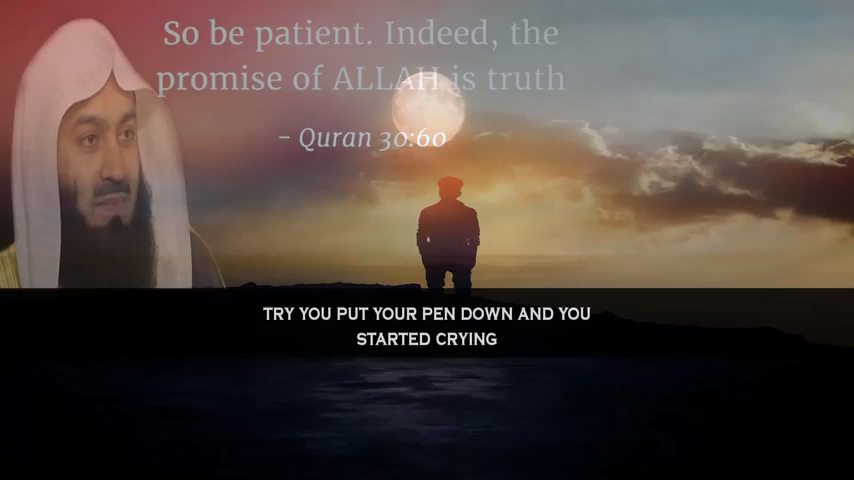 So be patient. Indeed, the
promise of ALLAH is truth
- Quran 30:60
TRY YOU PUT YOUR PEN DOWN AND YOU
STARTED CRYING